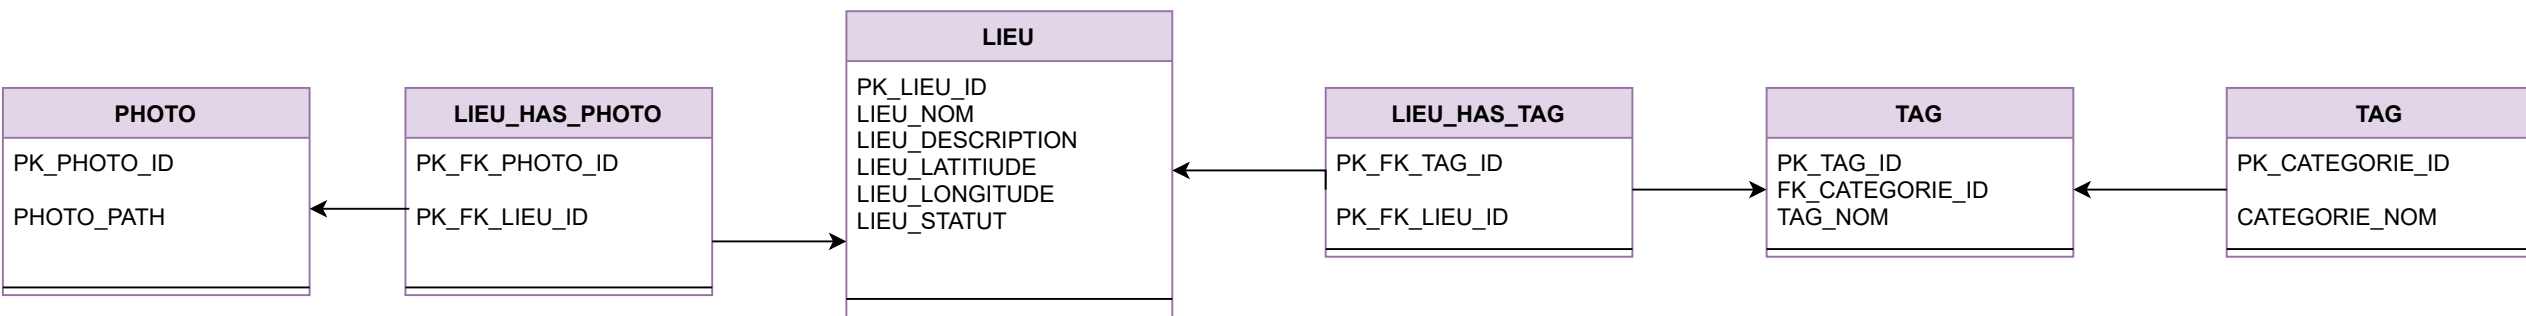 PHOTO
PK_PHOTO_ID
PHOTO_PATH
LIEU_HAS_PHOTO
PK_FK_PHOTO_ID
PK_FK_LIEU_ID
LIEU
PK_LIEU_ID
LIEU_NOM
LIEU_DESCRIPTION
LIEU_LATITIUDE
LIEU_LONGITUDE
LIEU_STATUT
LIEU_HAS_TAG
PK_FK_TAG_ID
PK_FK_LIEU_ID
TAG
PK_TAG_ID
FK_CATEGORIE_ID
TAG_NOM
TAG
PK_CATEGORIE_ID
CATEGORIE_NOM